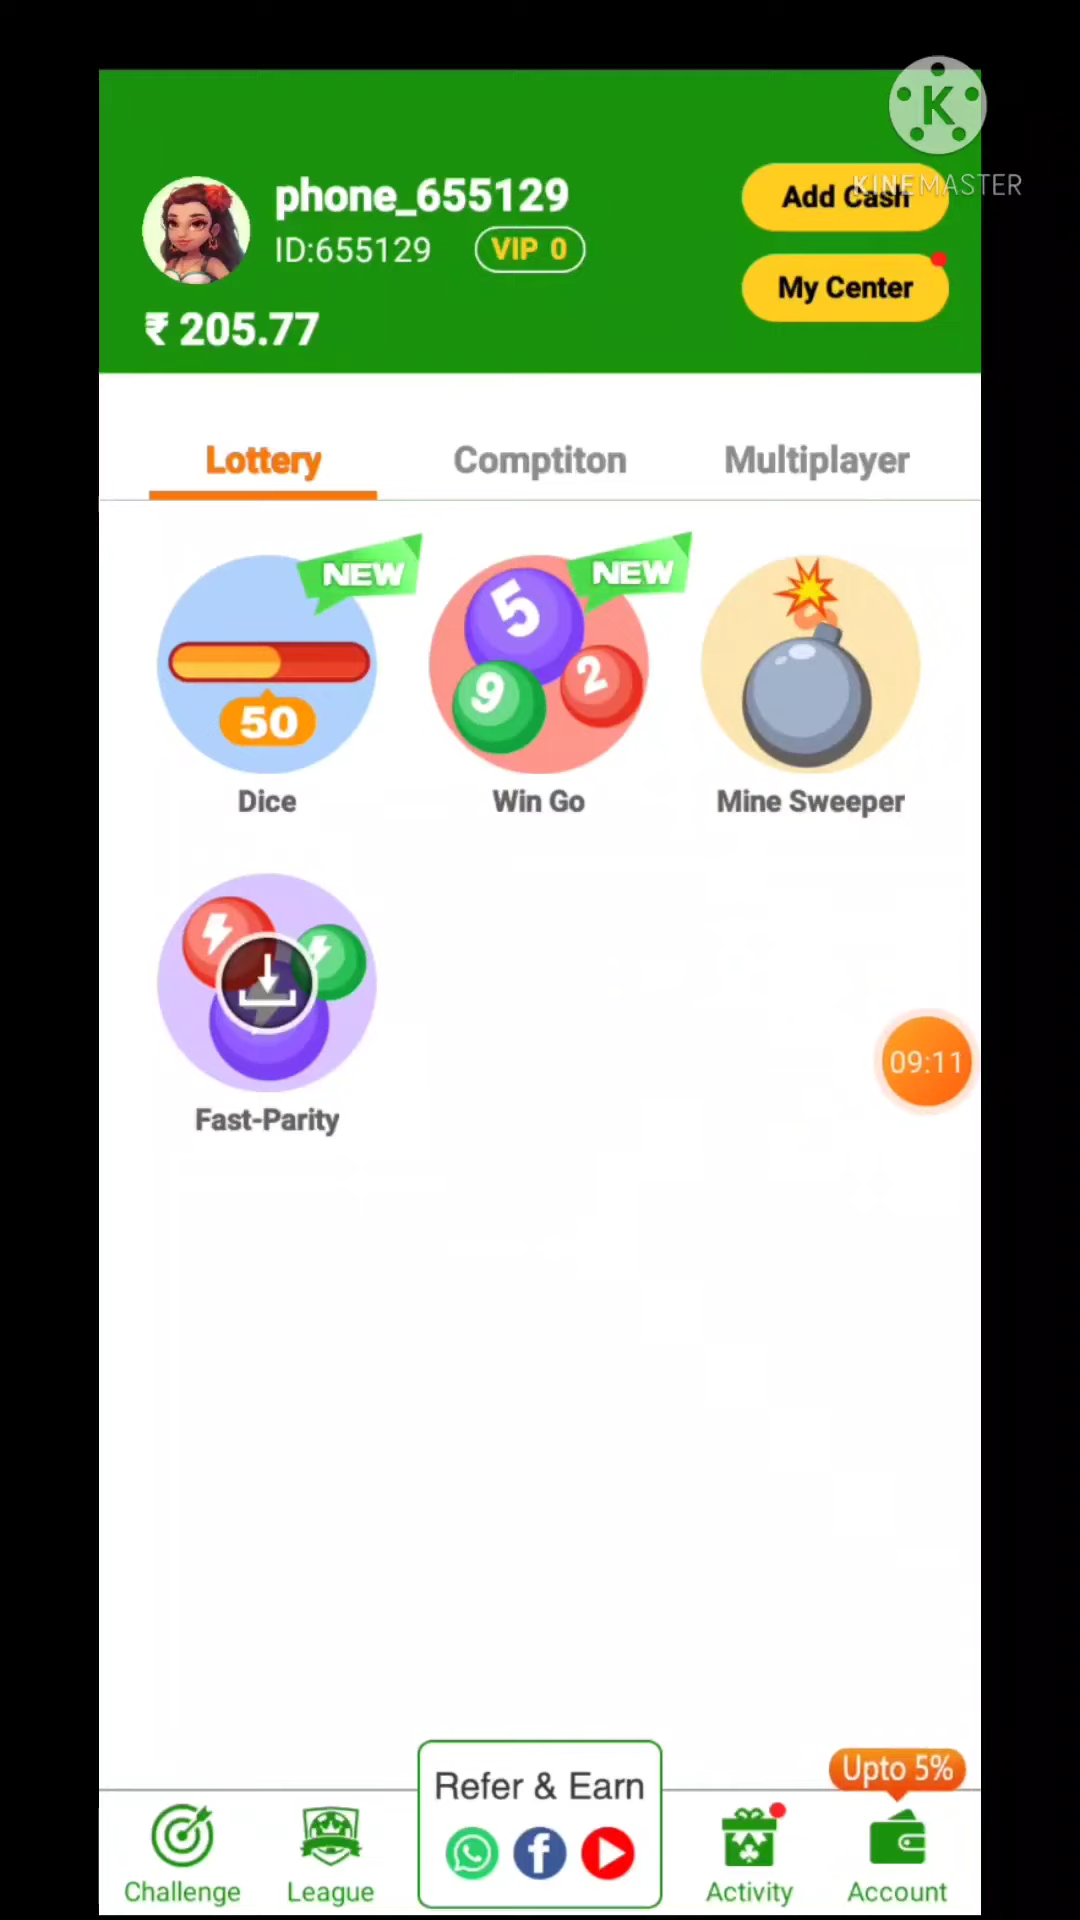 K
KINEMASTER
phone_655129
Add Cash
ID:655129
VIP 0
My Center
₹ 205.77
Lottery
Comptiton
Multiplayer
NEW
NEW
5
9
2
50
Dice
Win Go
Mine Sweeper
09:11
Fast-Parity
Upto 5%
Refer & Earn
Challenge
League
Activity
Account